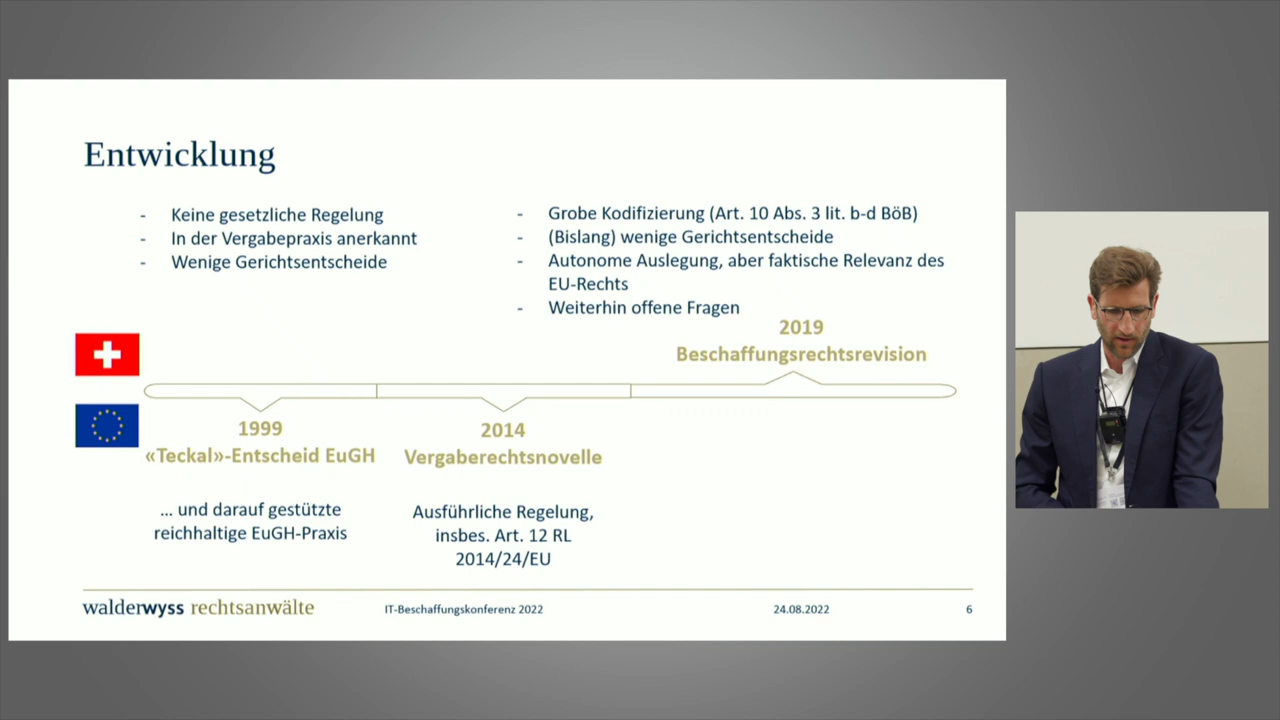 Entwicklung
- Keine gesetzliche Regelung
- In der Vergabepraxis anerkannt
- Wenige Gerichtsentscheide
- Grobe Kodifizierung (Art. 10 Abs. 3 lit. b-d BöB)
- (Bislang) wenige Gerichtsentscheide
- Autonome Auslegung, aber faktische Relevanz des
EU-Rechts
- Weiterhin offene Fragen
2019
Beschaffungsrechtsrevision
1999
«Teckal»-Entscheid EuGH
... und darauf gestützte
reichhaltige EuGH-Praxis
2014
Vergaberechtsnovelle
Ausführliche Regelung,
insbes. Art. 12 RL
2014/24/EU
walderwyss rechtsanwälte
IT-Beschaffungskonferenz 2022
24.08.2022
6